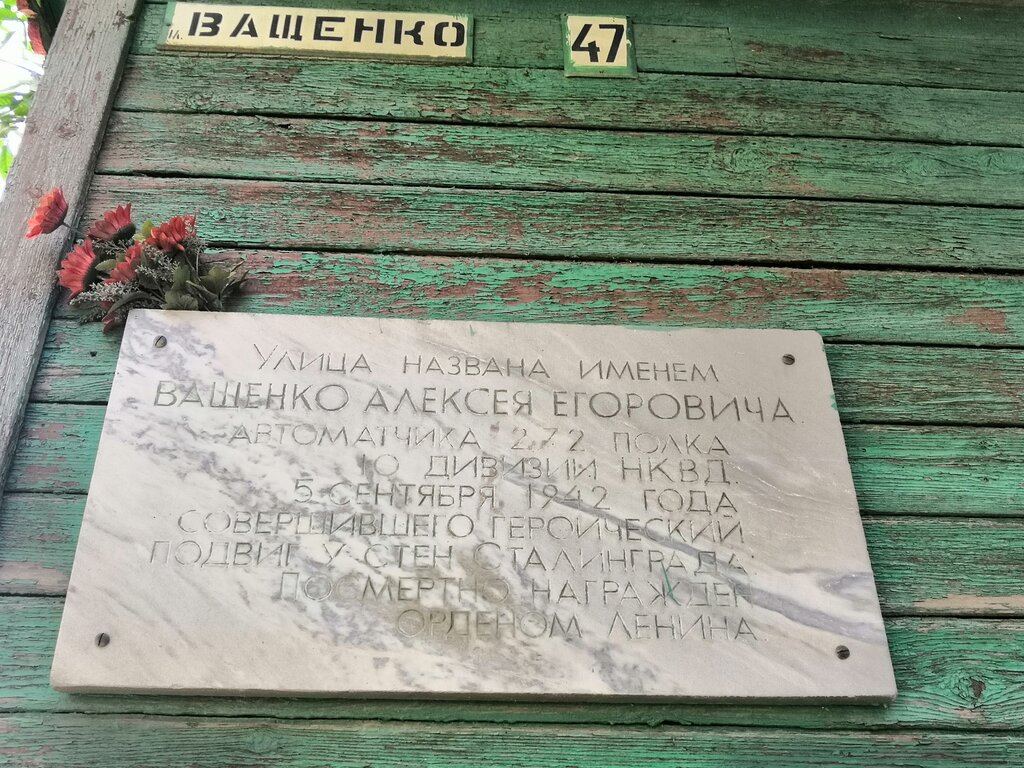 ул. ВАЩЕНКО 47
УЛИЦА НАЗВАНА ИМЕНЕМ
ВАЩЕНКО АЛЕКСЕЯ ЕГОРОВИЧА
АВТОМАТЧИКА 272 ПОЛКА
10 ДИВИЗИИ НКВД.
5 СЕНТЯБРЯ 1942 ГОДА
СОВЕРШИВШЕГО ГЕРОИЧЕСКИЙ
ПОДВИГ У СТЕН СТАЛИНГРАДА
ПОСМЕРТНО НАГРАЖДЕН
ОРДЕНОМ ЛЕНИНА.